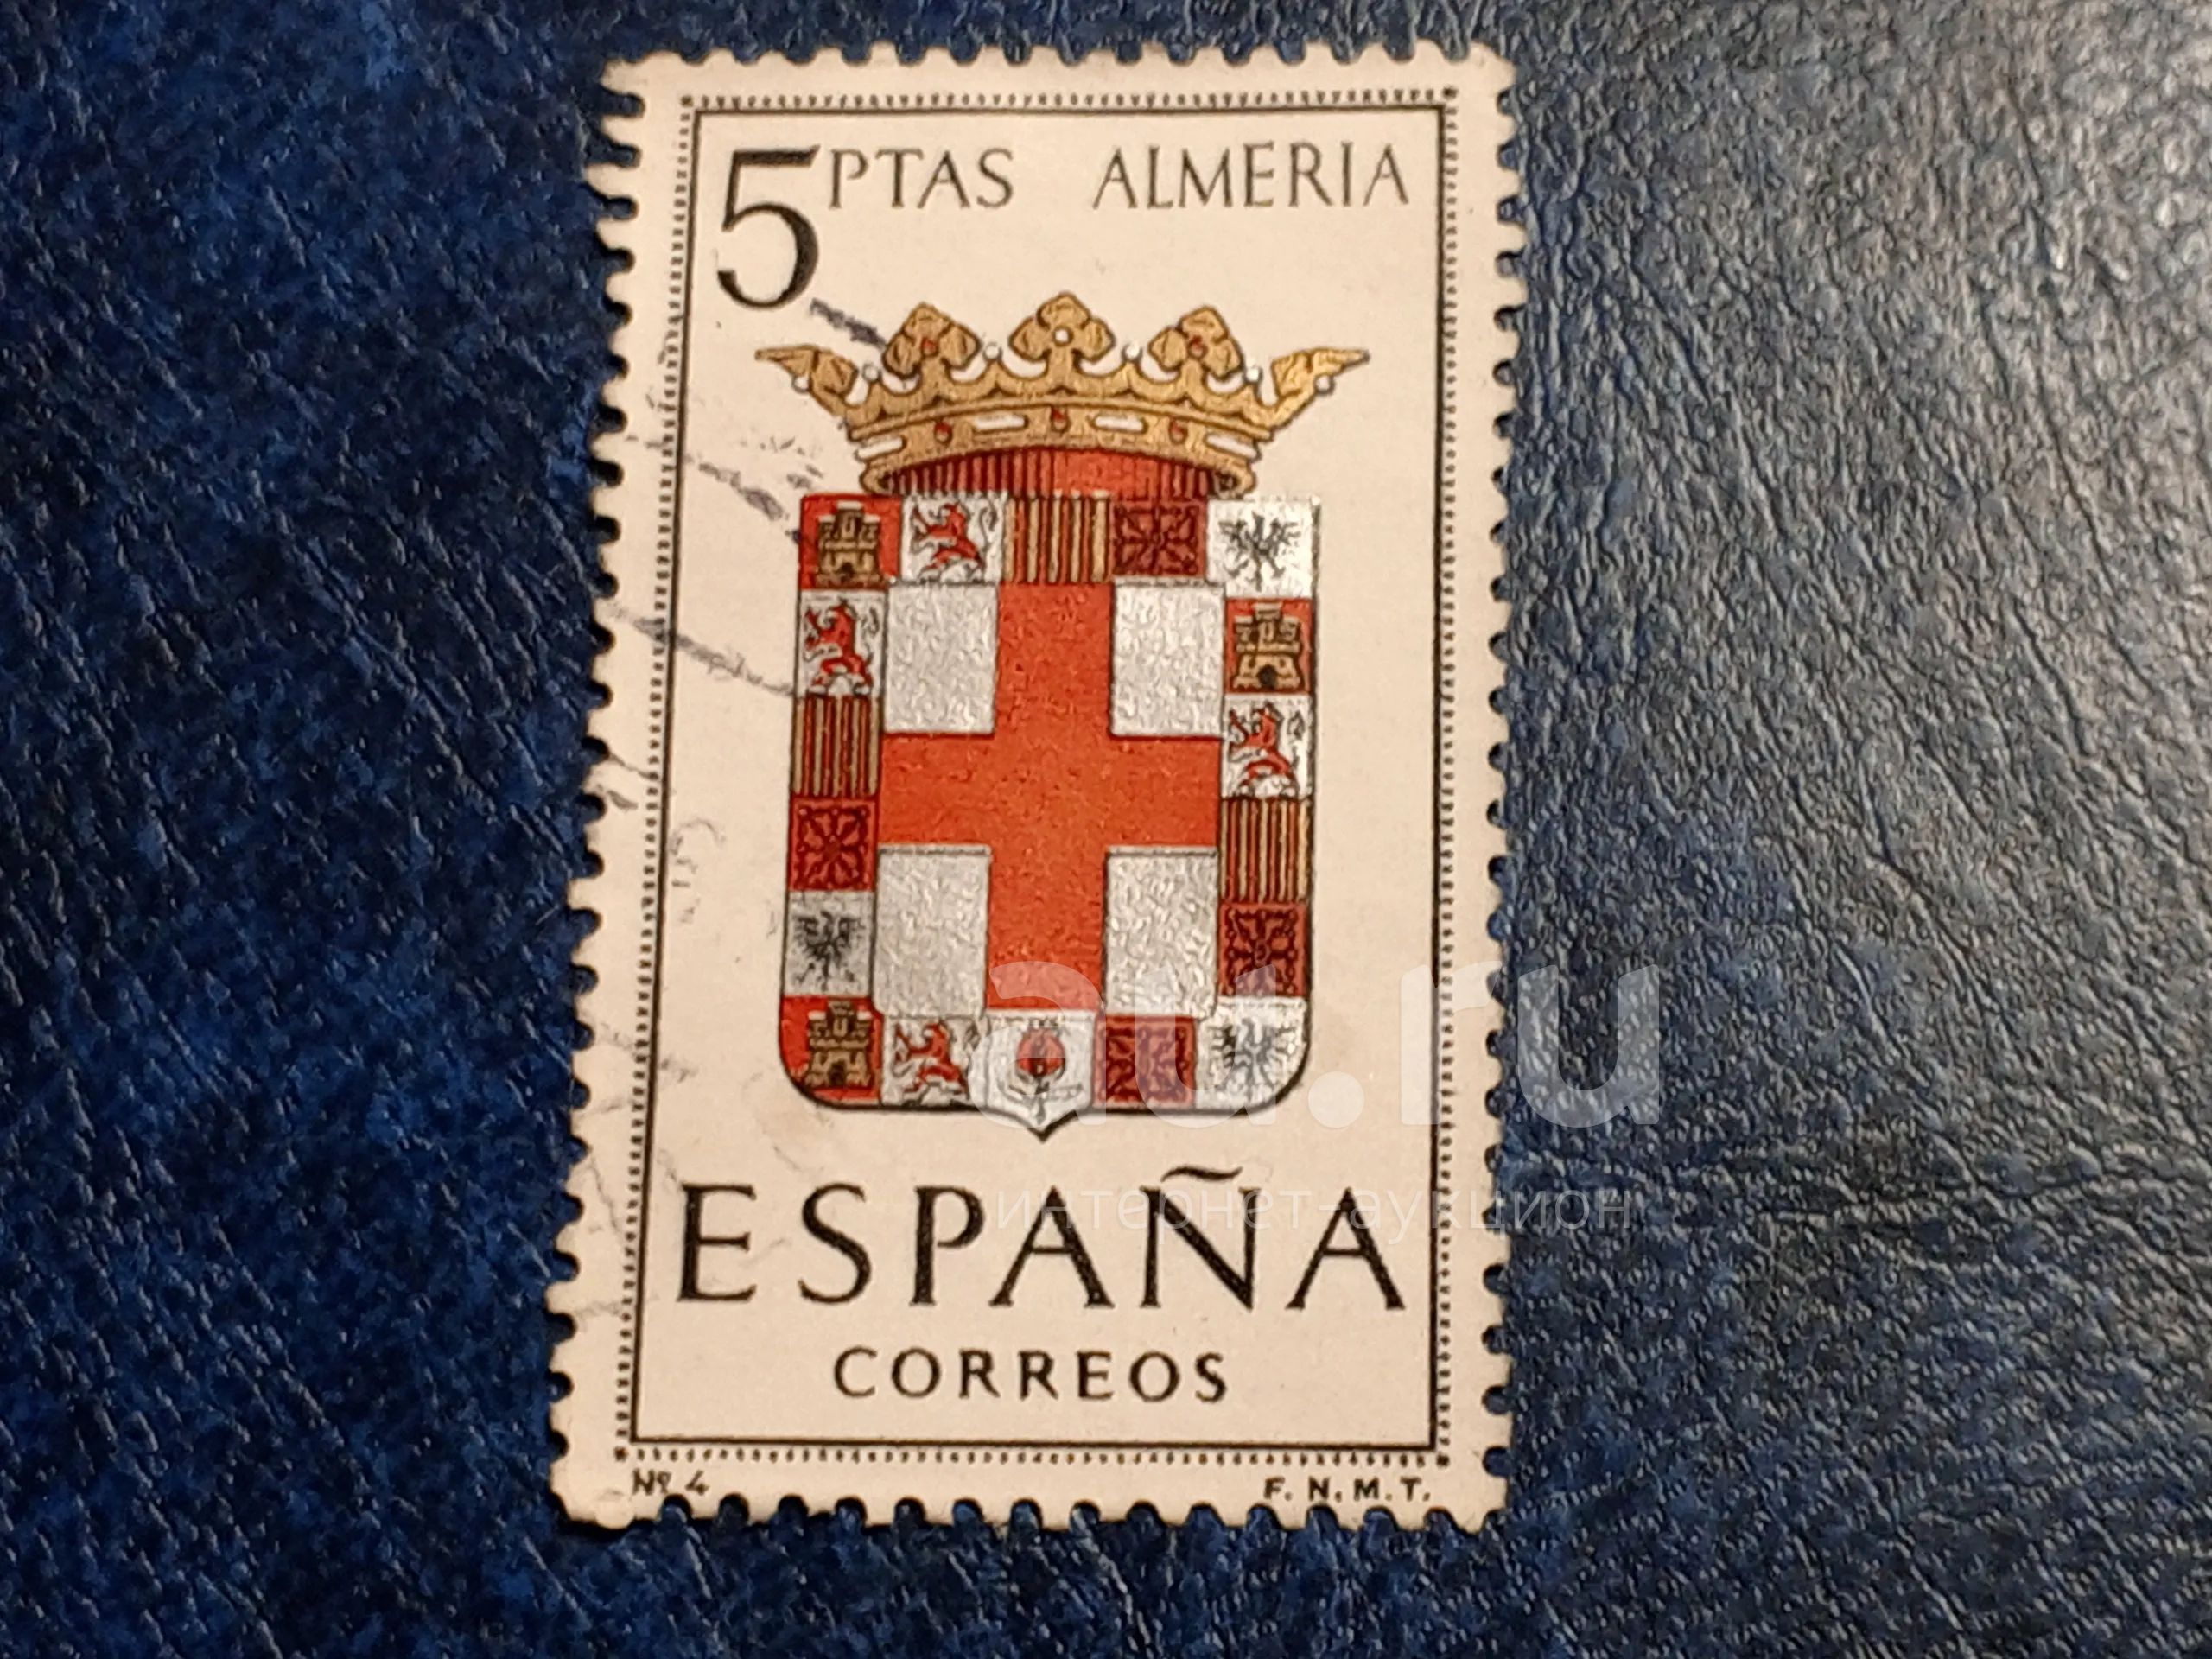 5 PTAS ALMERIA
au.ru
ESPAÑA
интернет-аукцион
CORREOS
Nº 4 F. N. M. T.